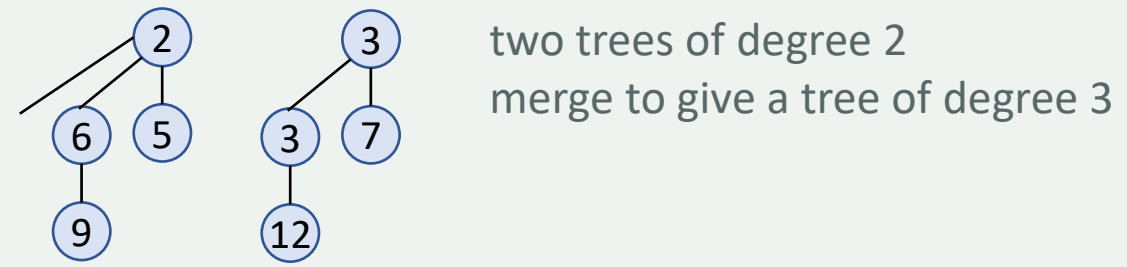 2 3 two trees of degree 2
merge to give a tree of degree 3
6 5 3 7
9 12